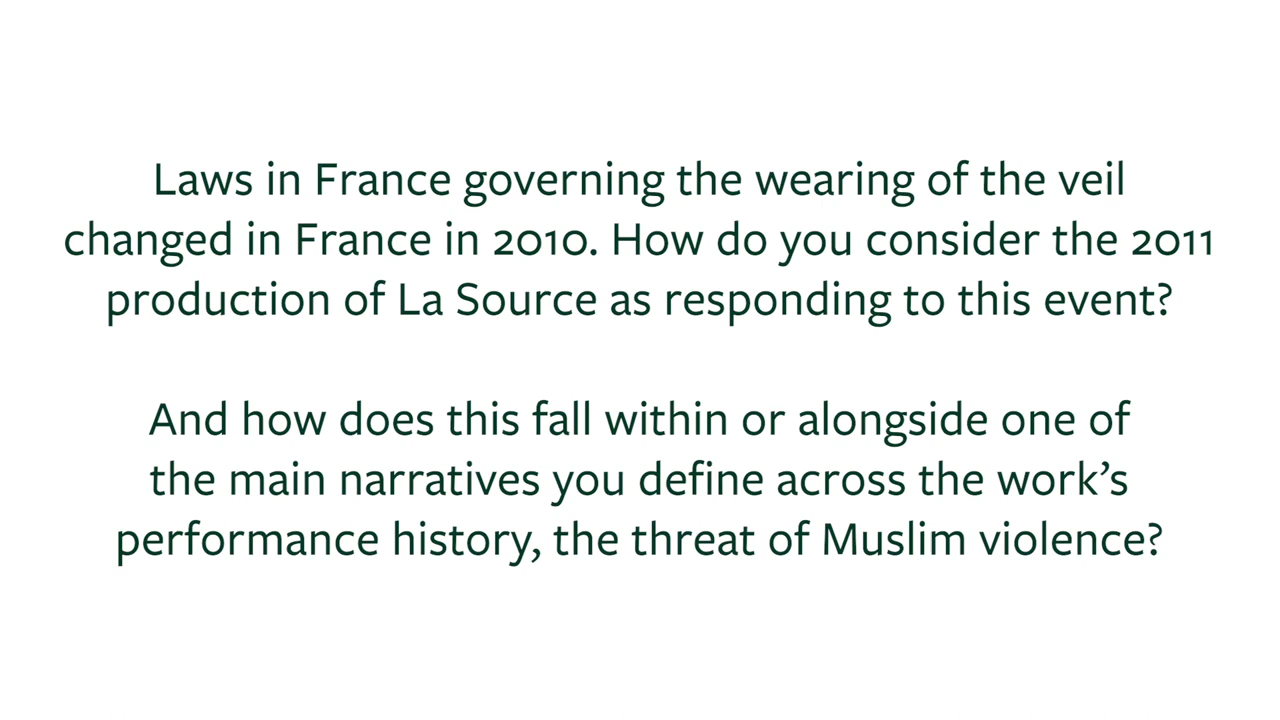 Laws in France governing the wearing of the veil
changed in France in 2010. How do you consider the 2011
production of La Source as responding to this event?
And how does this fall within or alongside one of
the main narratives you define across the work’s
performance history, the threat of Muslim violence?